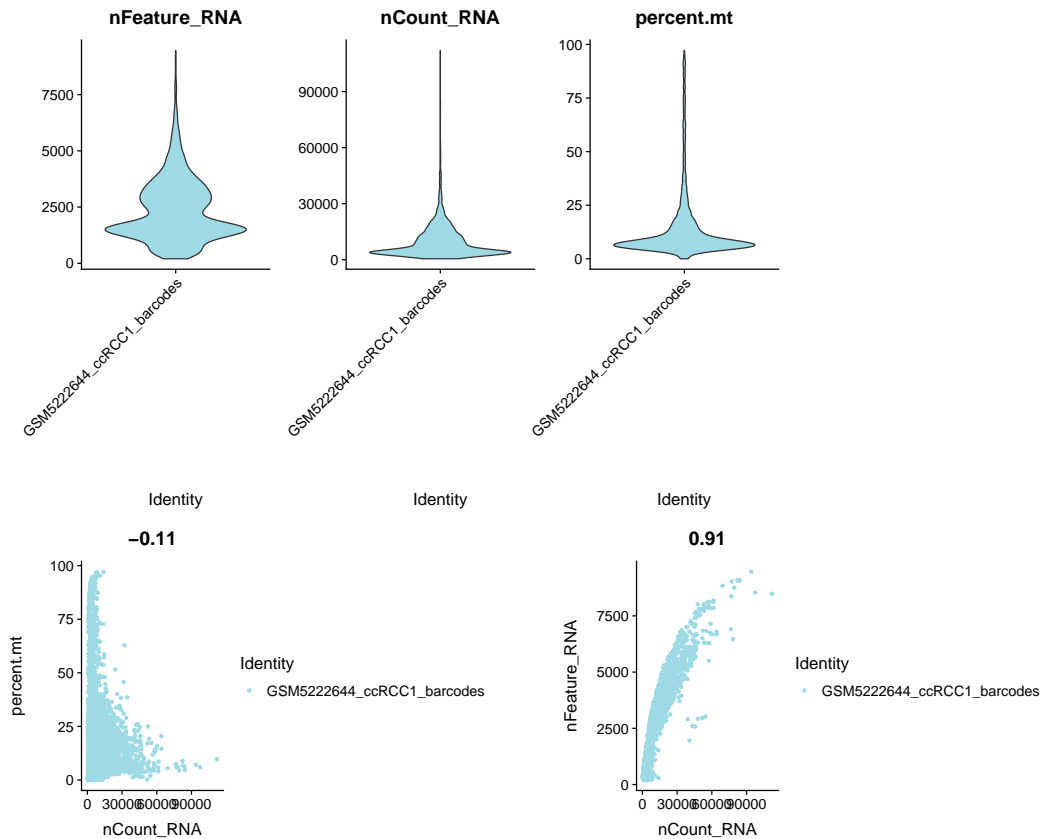 nFeature_RNA
nCount_RNA
percent.mt
7500
5000
2500
0
90000
60000
30000
0
100
75
50
25
0
GSM5222644_ccRCC1_barcodes
GSM5222644_ccRCC1_barcodes
GSM5222644_ccRCC1_barcodes
Identity
Identity
Identity
−0.11
100
75
50
25
0
percent.mt
0 30000 60000 90000
nCount_RNA
Identity
GSM5222644_ccRCC1_barcodes
0.91
7500
5000
2500
0
nFeature_RNA
0 30000 60000 90000
nCount_RNA
Identity
GSM5222644_ccRCC1_barcodes